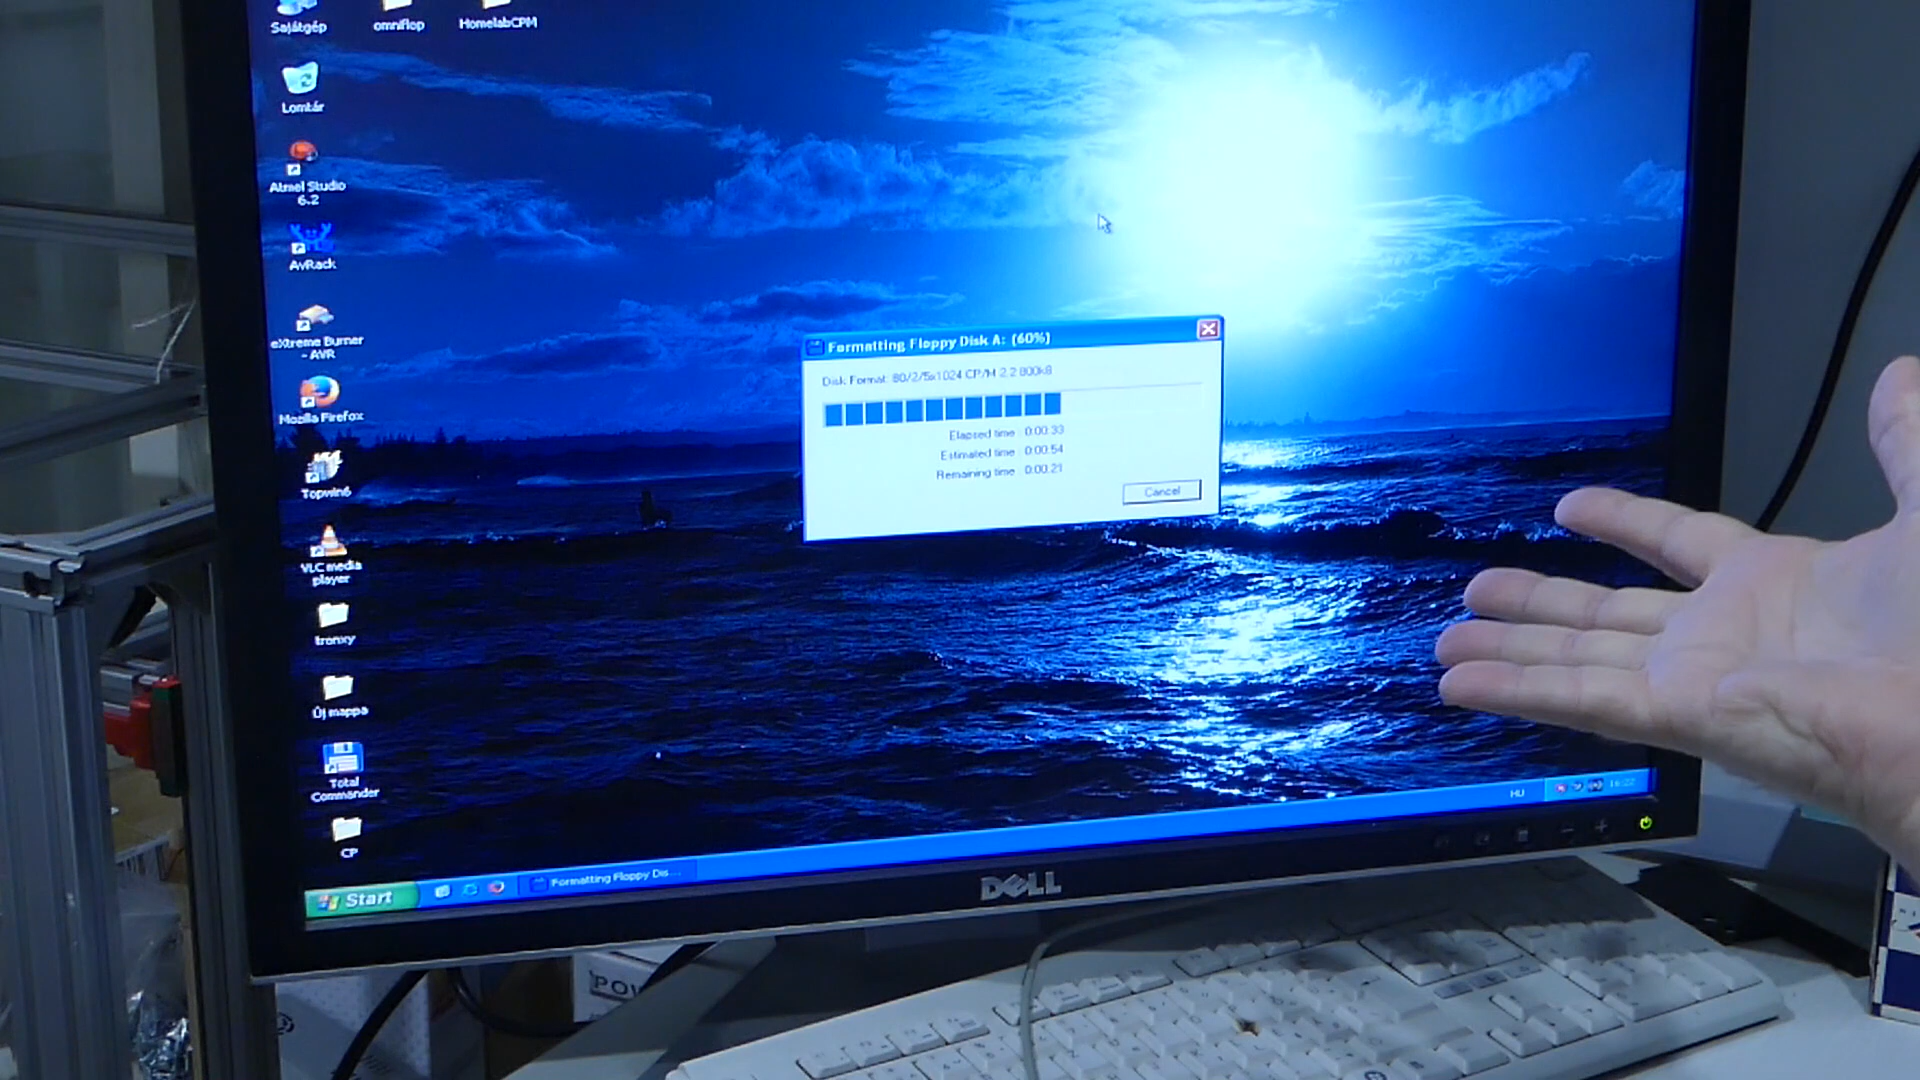 Sajátgép
omniflop
HomelabCPM
Lomtár
Atmel Studio
6.2
AvRack
eXtreme Burner
- AVR
Mozilla Firefox
Topwin6
VLC media
player
tronxy
Új mappa
Total
Commander
CP
Formatting Floppy Disk A: (60%)
Disk Format: 80/2/5x1024 CP/M 2.2 800kB
Elapsed time : 0:00:33
Estimated time : 0:00:54
Remaining time : 0:00:21
Cancel
Start
Formatting Floppy Dis...
HU
16:22
DELL